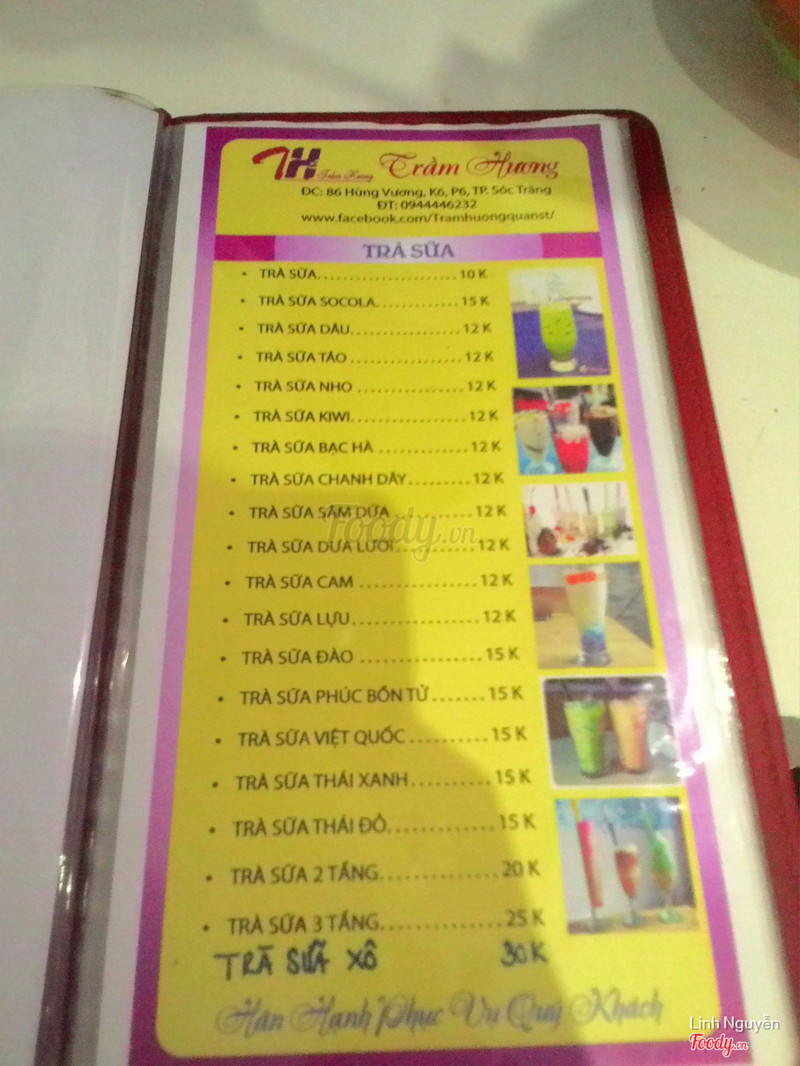 TH Trầm Hương Trầm Hương
ĐC: 86 Hùng Vương, K6, P6, TP. Sóc Trăng
ĐT: 0944446232
www.facebook.com/Tramhuongquanst/
TRÀ SỮA
• TRÀ SỮA......................10 K
• TRÀ SỮA SOCOLA.............15 K
• TRÀ SỮA DÂU.....................12 K
• TRÀ SỮA TÁO....................12 K
• TRÀ SỮA NHO...................12 K
• TRÀ SỮA KIWI...................12 K
• TRÀ SỮA BẠC HÀ................12 K
• TRÀ SỮA CHANH DÂY.........12 K
• TRÀ SỮA SÂM DỨA..............12 K
• TRÀ SỮA DƯA LƯỚI.............12 K
• TRÀ SỮA CAM..................12 K
• TRÀ SỮA LỰU...................12 K
• TRÀ SỮA ĐÀO..................15 K
• TRÀ SỮA PHÚC BỒN TỬ.......15 K
• TRÀ SỮA VIỆT QUỐC..........15 K
• TRÀ SỮA THÁI XANH..........15 K
• TRÀ SỮA THÁI ĐỎ.............15 K
• TRÀ SỮA 2 TẦNG..............20 K
• TRÀ SỮA 3 TẦNG..............25 K
TRÀ SỮA XÔ 30K
Hân Hạnh Phục Vụ Quý Khách
Foody.vn
Linh Nguyễn
Foody.vn